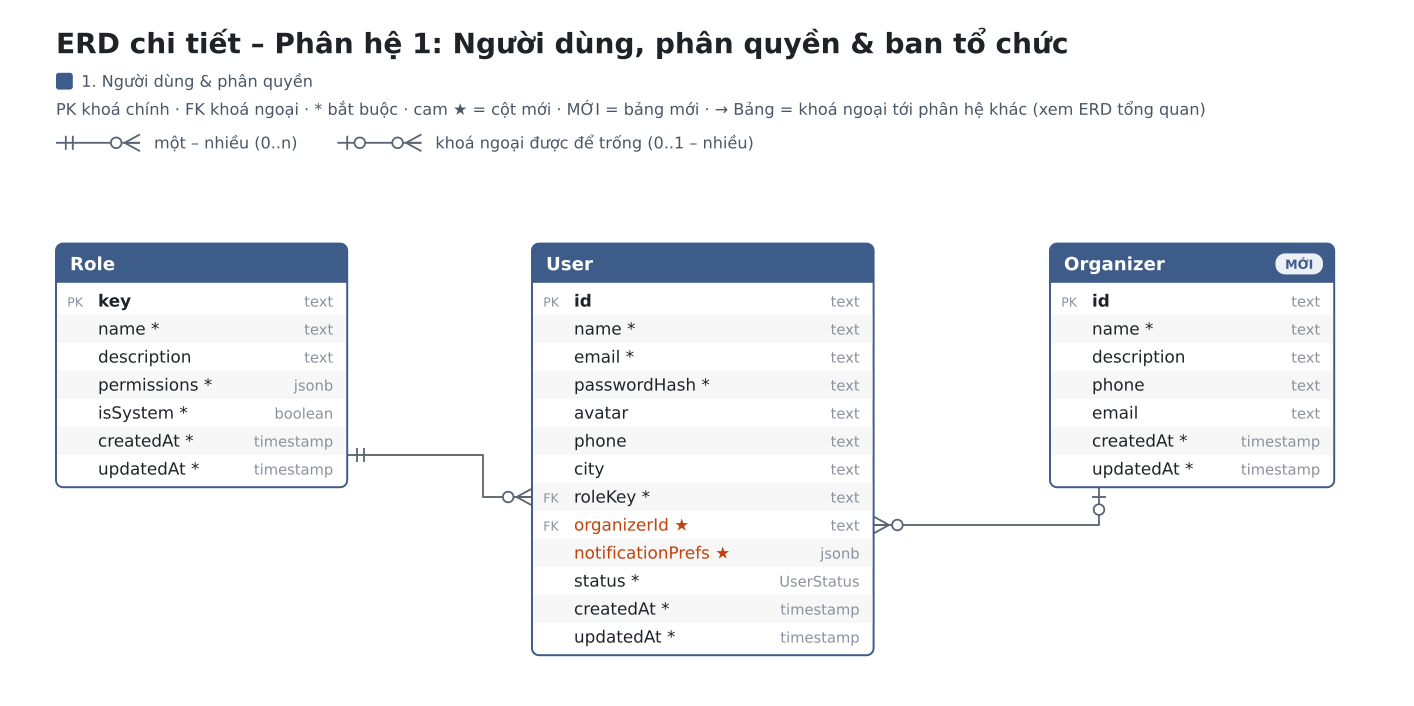 ERD chi tiết – Phân hệ 1: Người dùng, phân quyền & ban tổ chức
1. Người dùng & phân quyền
PK khoá chính · FK khoá ngoại · * bắt buộc · cam ★ = cột mới · MỚI = bảng mới · → Bảng = khoá ngoại tới phân hệ khác (xem ERD tổng quan)
một – nhiều (0..n) khoá ngoại được để trống (0..1 – nhiều)
Role
PK key text
name * text
description text
permissions * jsonb
isSystem * boolean
createdAt * timestamp
updatedAt * timestamp
User
PK id text
name * text
email * text
passwordHash * text
avatar text
phone text
city text
FK roleKey * text
FK organizerId ★ text
notificationPrefs ★ jsonb
status * UserStatus
createdAt * timestamp
updatedAt * timestamp
Organizer MỚI
PK id text
name * text
description text
phone text
email text
createdAt * timestamp
updatedAt * timestamp